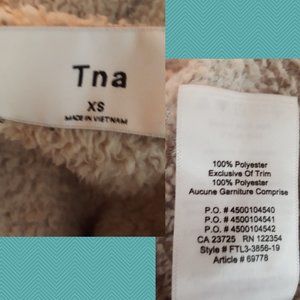 Tna
XS
MADE IN VIETNAM
100% Polyester
Exclusive Of Trim
100% Polyester
Aucune Garniture Comprise
P.O. # 4500104540
P.O. # 4500104541
P.O. # 4500104542
CA 23725 RN 122354
Style # FTL3-3856-19
Article # 69778